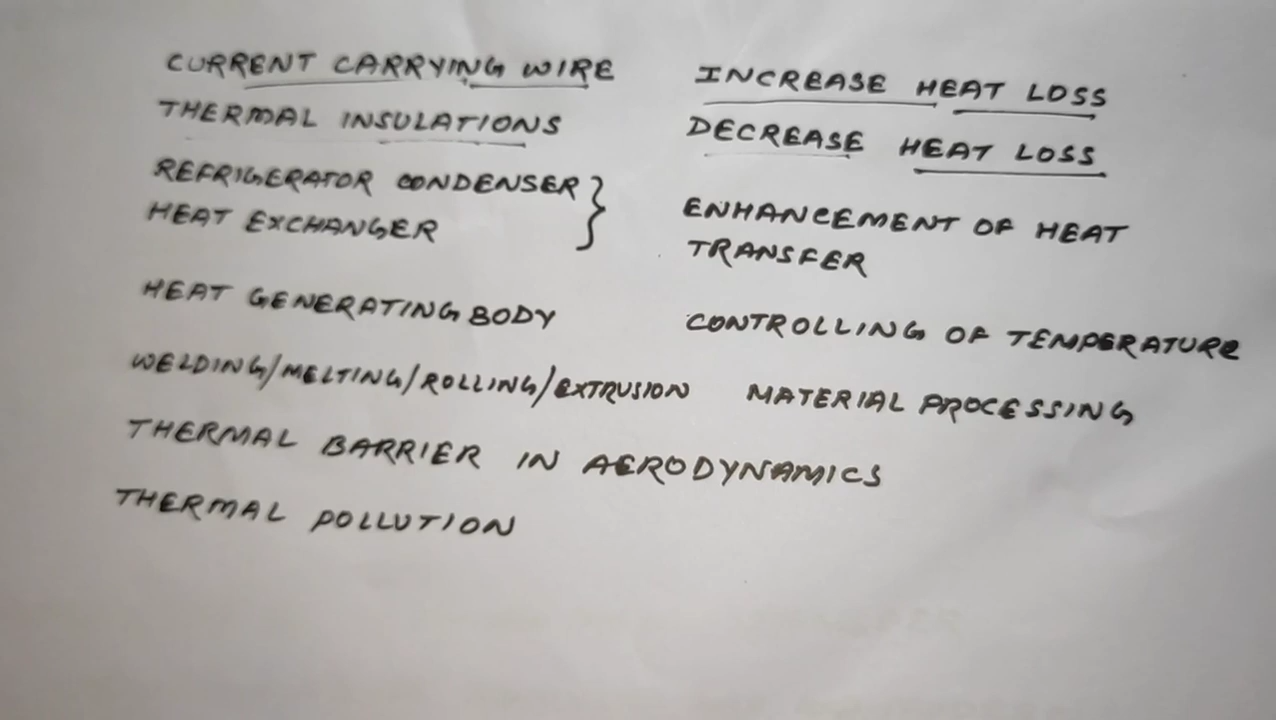 CURRENT CARRYING WIRE INCREASE HEAT LOSS
THERMAL INSULATIONS DECREASE HEAT LOSS
REFRIGERATOR CONDENSER
HEAT EXCHANGER
ENHANCEMENT OF HEAT
TRANSFER
HEAT GENERATING BODY CONTROLLING OF TEMPERATURE
WELDING/MELTING/ROLLING/EXTRUSION MATERIAL PROCESSING
THERMAL BARRIER IN AERODYNAMICS
THERMAL POLLUTION